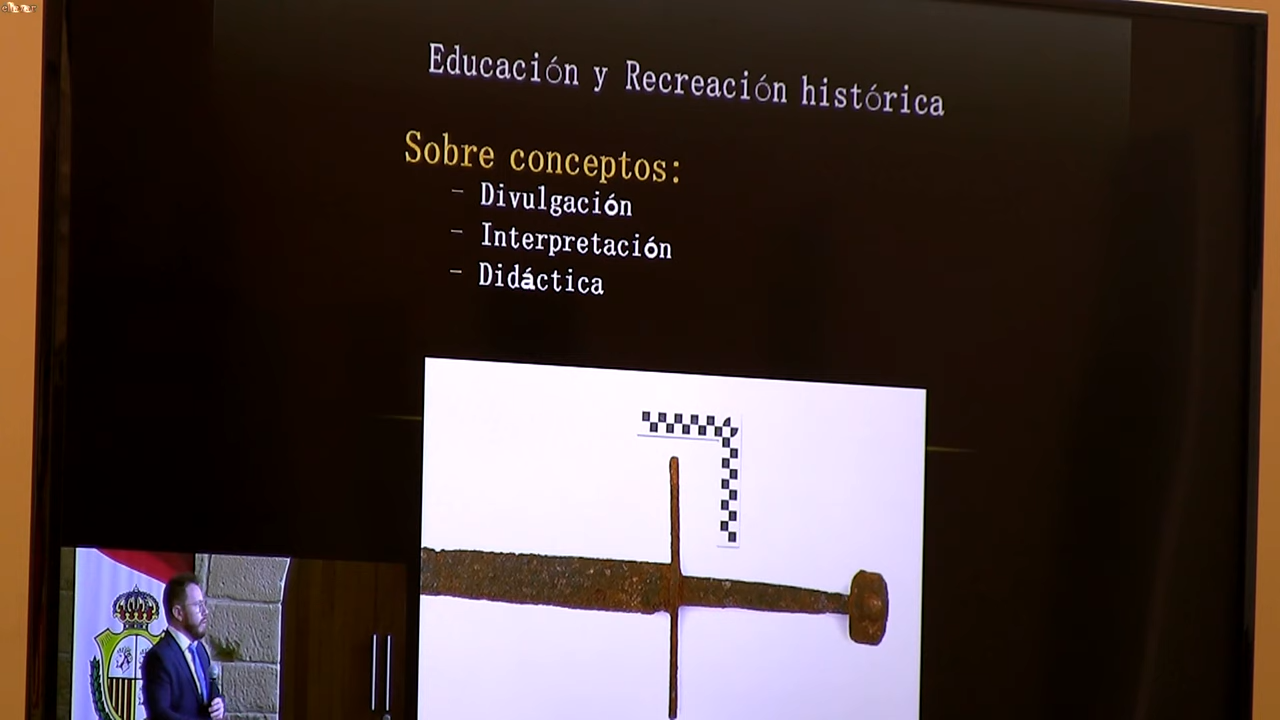 Educación y Recreación histórica
Sobre conceptos:
- Divulgación
- Interpretación
- Didáctica